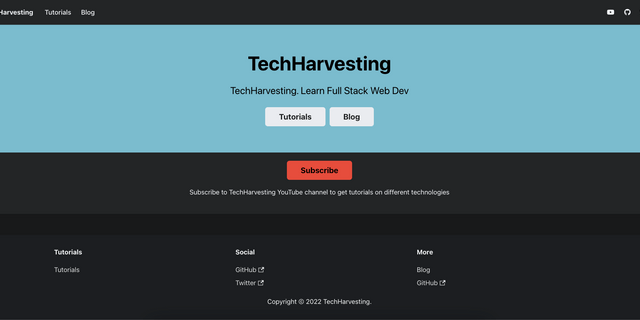 Harvesting Tutorials Blog
TechHarvesting
TechHarvesting. Learn Full Stack Web Dev
Tutorials Blog
Subscribe
Subscribe to TechHarvesting YouTube channel to get tutorials on different technologies
Tutorials Social More
Tutorials GitHub Blog
Twitter GitHub
Copyright © 2022 TechHarvesting.